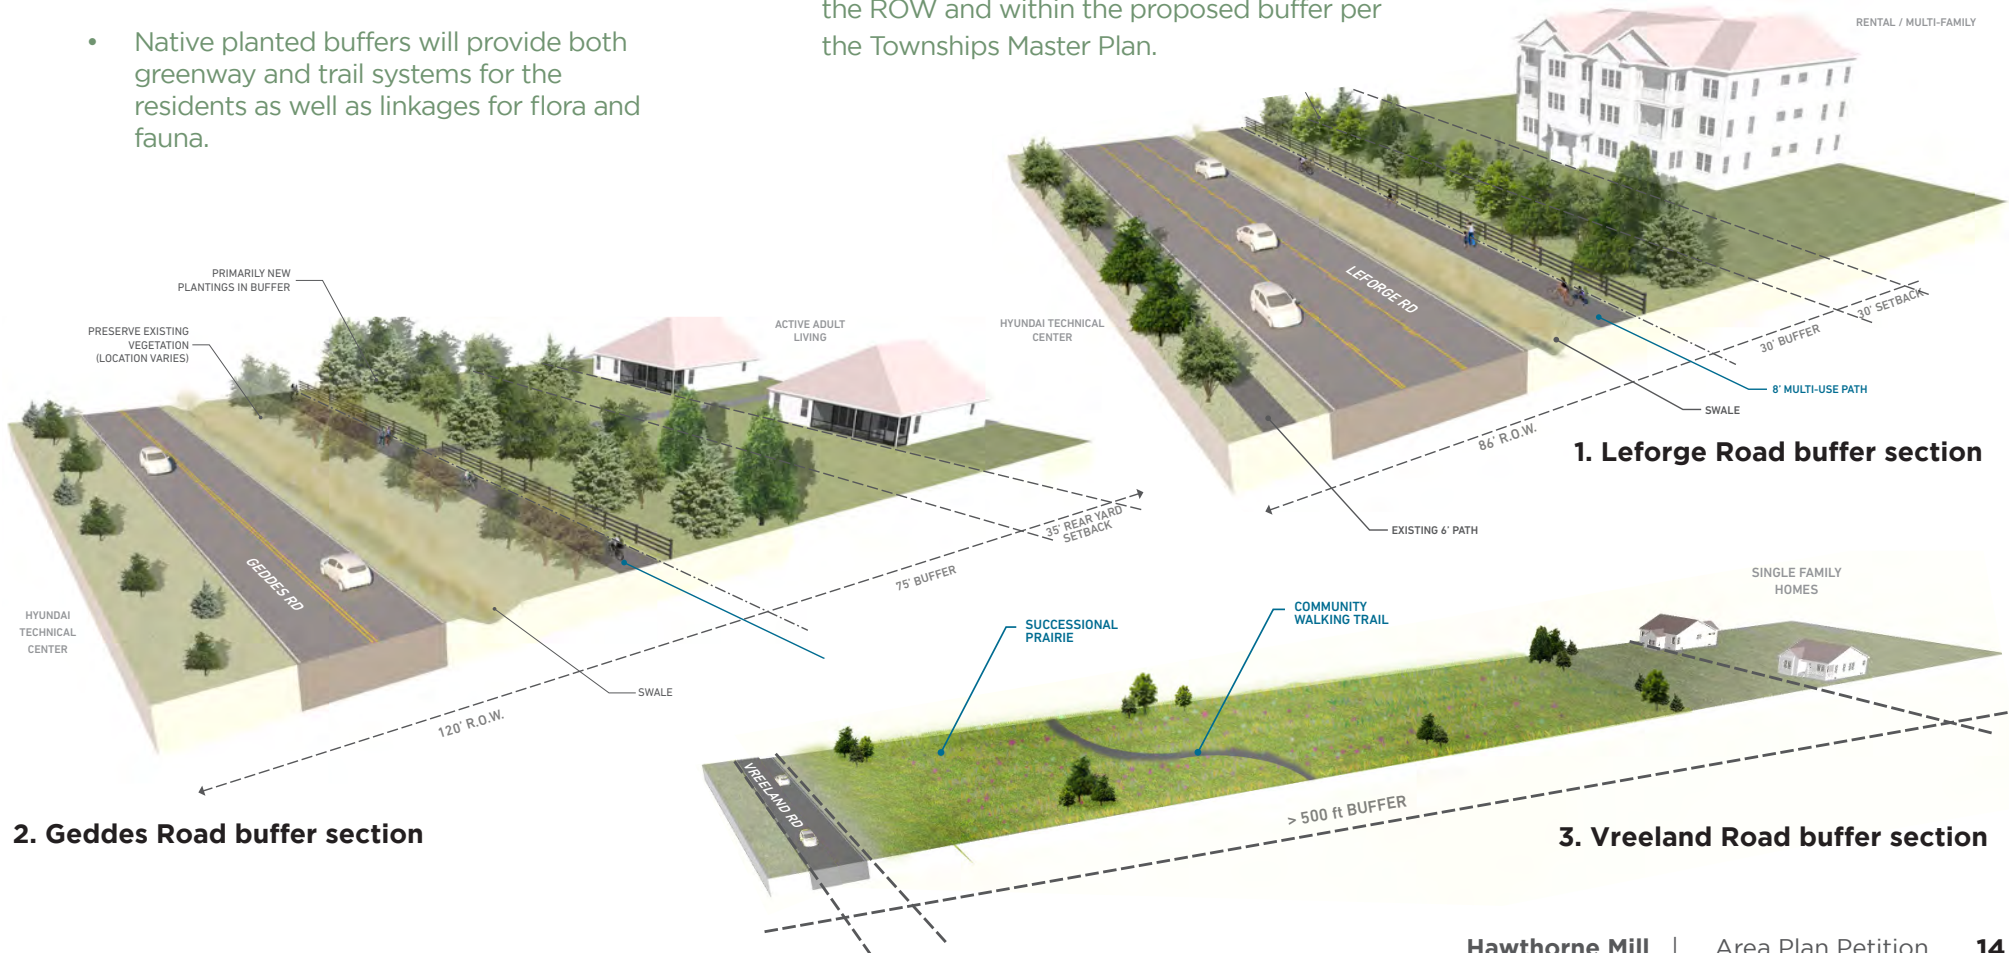 • Native planted buffers will provide both
greenway and trail systems for the
residents as well as linkages for flora and
fauna.
the ROW and within the proposed buffer per
the Townships Master Plan.
RENTAL / MULTI-FAMILY
HYUNDAI TECHNICAL
CENTER
LEFORGE RD
30' SETBACK
30' BUFFER
8' MULTI-USE PATH
SWALE
86' R.O.W.
1. Leforge Road buffer section
EXISTING 6' PATH
PRIMARILY NEW
PLANTINGS IN BUFFER
PRESERVE EXISTING
VEGETATION
(LOCATION VARIES)
ACTIVE ADULT
LIVING
GEDDES RD
HYUNDAI
TECHNICAL
CENTER
35' REAR YARD
SETBACK
75' BUFFER
SWALE
120' R.O.W.
2. Geddes Road buffer section
SUCCESSIONAL
PRAIRIE
COMMUNITY
WALKING TRAIL
SINGLE FAMILY
HOMES
VREELAND RD
> 500 ft BUFFER
3. Vreeland Road buffer section
Hawthorne Mill | Area Plan Petition 14